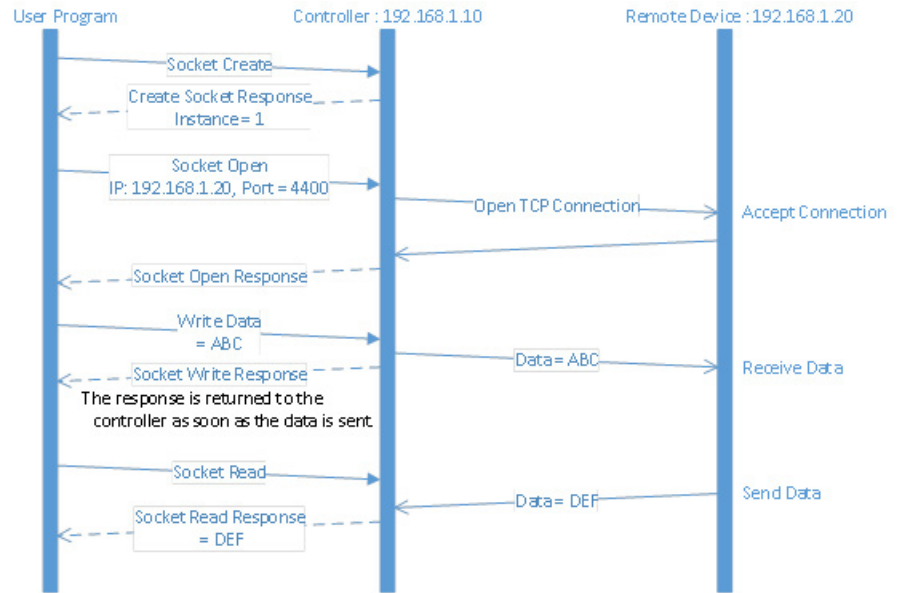 User Program
Controller : 192.168.1.10
Remote Device : 192.168.1.20
Socket Create
Create Socket Response
Instance = 1
Socket Open
IP: 192.168.1.20, Port = 4400
Open TCP Connection
Accept Connection
Socket Open Response
Write Data
= ABC
Data = ABC
Receive Data
Socket Write Response
The response is returned to the
controller as soon as the data is sent.
Socket Read
Data = DEF
Send Data
Socket Read Response
= DEF